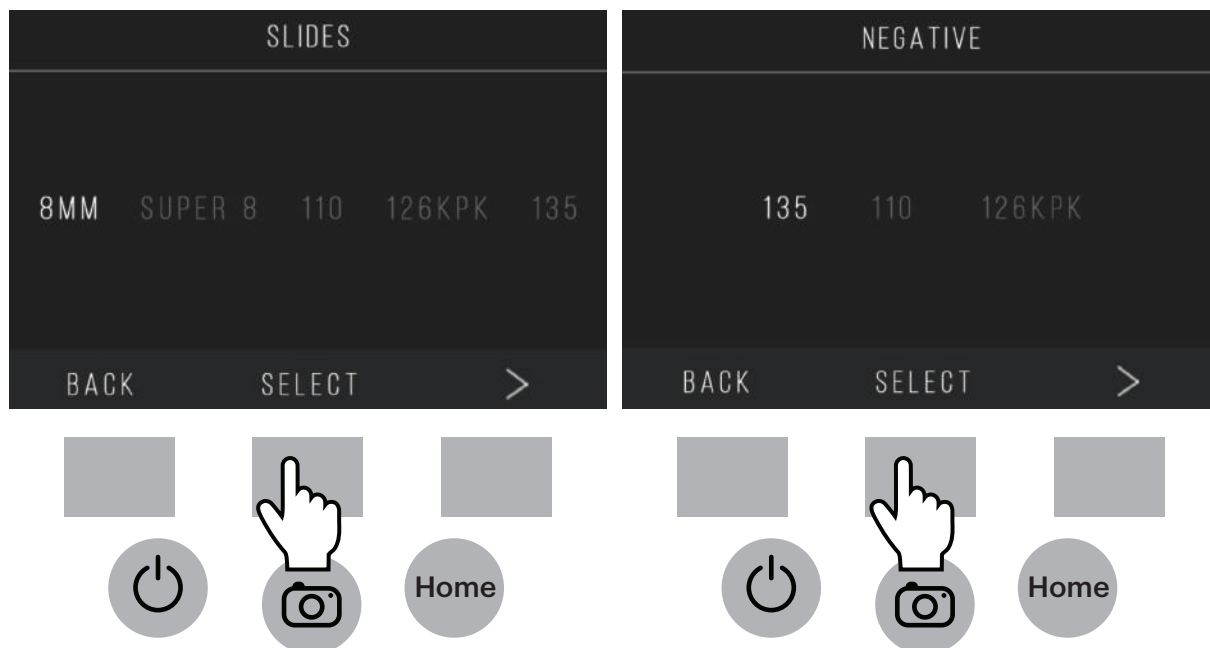 SLIDES
8MM SUPER 8 110 126KPK 135
BACK SELECT >
Home
NEGATIVE
135 110 126KPK
BACK SELECT >
Home